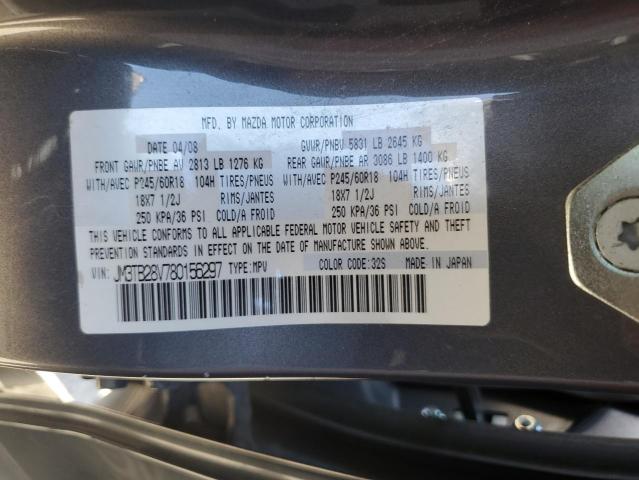 MFD. BY MAZDA MOTOR CORPORATION
DATE 04/08 GVWR/PNBV 5831 LB 2645 KG
FRONT GAWR/PNBE AV 2813 LB 1276 KG REAR GAWR/PNBE AR 3086 LB 1400 KG
WITH/AVEC P245/60R18 104H TIRES/PNEUS WITH/AVEC P245/60R18 104H TIRES/PNEUS
18X7 1/2J RIMS/JANTES 18X7 1/2J RIMS/JANTES
250 KPA/36 PSI COLD/A FROID 250 KPA/36 PSI COLD/A FROID
THIS VEHICLE CONFORMS TO ALL APPLICABLE FEDERAL MOTOR VEHICLE SAFETY AND THEFT
PREVENTION STANDARDS IN EFFECT ON THE DATE OF MANUFACTURE SHOWN ABOVE.
VIN: JM3TB28V780156297 TYPE:MPV COLOR CODE:32S MADE IN JAPAN